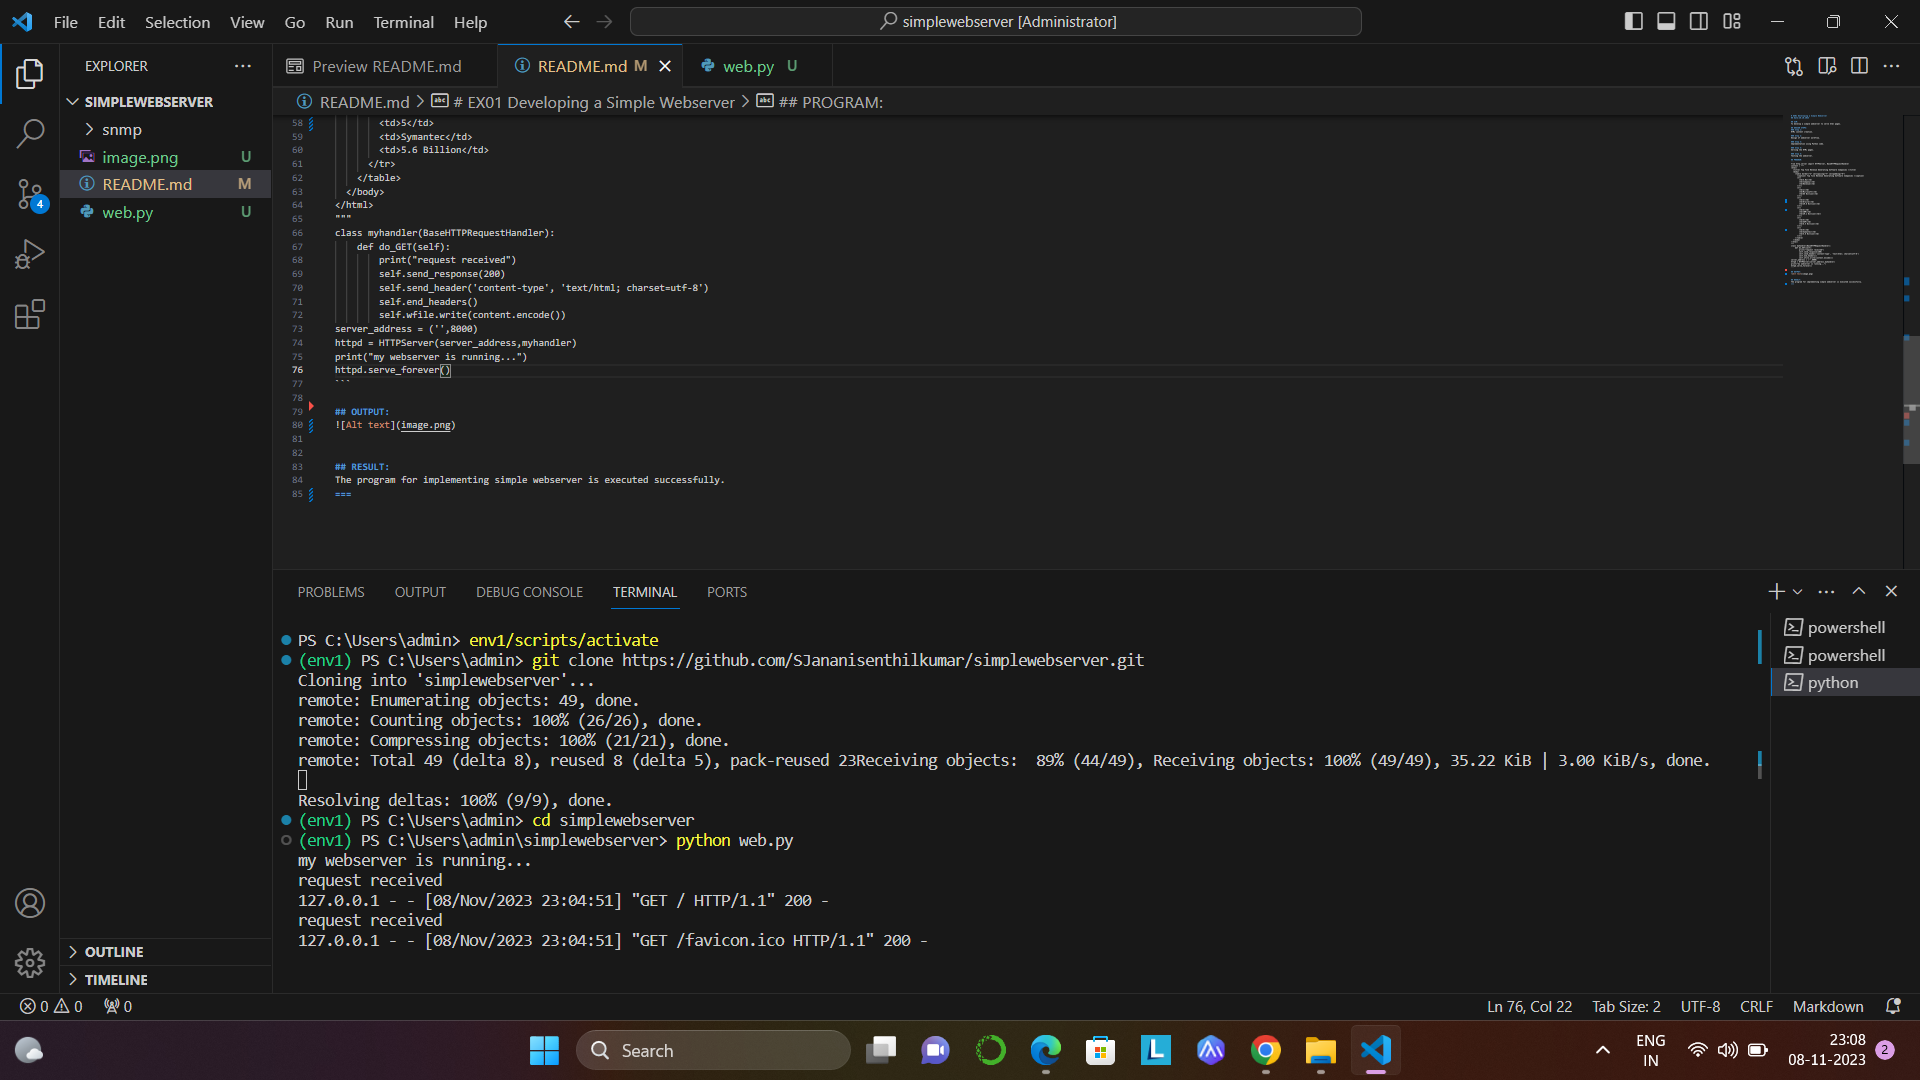 File Edit Selection View Go Run Terminal Help
simplewebserver [Administrator]
EXPLORER
SIMPLEWEBSERVER
snmp
image.png U
README.md M
web.py U
OUTLINE
TIMELINE
Preview README.md
README.md M
web.py U
README.md > # EX01 Developing a Simple Webserver > ## PROGRAM:
58 <td>5</td>
59 <td>Symantec</td>
60 <td>5.6 Billion</td>
61 </tr>
62 </table>
63 </body>
64 </html>
65 """
66 class myhandler(BaseHTTPRequestHandler):
67 def do_GET(self):
68 print("request received")
69 self.send_response(200)
70 self.send_header('content-type', 'text/html; charset=utf-8')
71 self.end_headers()
72 self.wfile.write(content.encode())
73 server_address = ('',8000)
74 httpd = HTTPServer(server_address,myhandler)
75 print("my webserver is running...")
76 httpd.serve_forever()
77 ```
78
79 ## OUTPUT:
80 ![Alt text](image.png)
81
82
83 ## RESULT:
84 The program for implementing simple webserver is executed successfully.
85 ===
PROBLEMS OUTPUT DEBUG CONSOLE TERMINAL PORTS
PS C:\Users\admin> env1/scripts/activate
(env1) PS C:\Users\admin> git clone https://github.com/SJananisenthilkumar/simplewebserver.git
Cloning into 'simplewebserver'...
remote: Enumerating objects: 49, done.
remote: Counting objects: 100% (26/26), done.
remote: Compressing objects: 100% (21/21), done.
remote: Total 49 (delta 8), reused 8 (delta 5), pack-reused 23Receiving objects:  89% (44/49), Receiving objects: 100% (49/49), 35.22 KiB | 3.00 KiB/s, done.
Resolving deltas: 100% (9/9), done.
(env1) PS C:\Users\admin> cd simplewebserver
(env1) PS C:\Users\admin\simplewebserver> python web.py
my webserver is running...
request received
127.0.0.1 - - [08/Nov/2023 23:04:51] "GET / HTTP/1.1" 200 -
request received
127.0.0.1 - - [08/Nov/2023 23:04:51] "GET /favicon.ico HTTP/1.1" 200 -
powershell
powershell
python
4
0 0 0
Ln 76, Col 22 Tab Size: 2 UTF-8 CRLF Markdown
Search
ENG
IN
23:08
08-11-2023
2